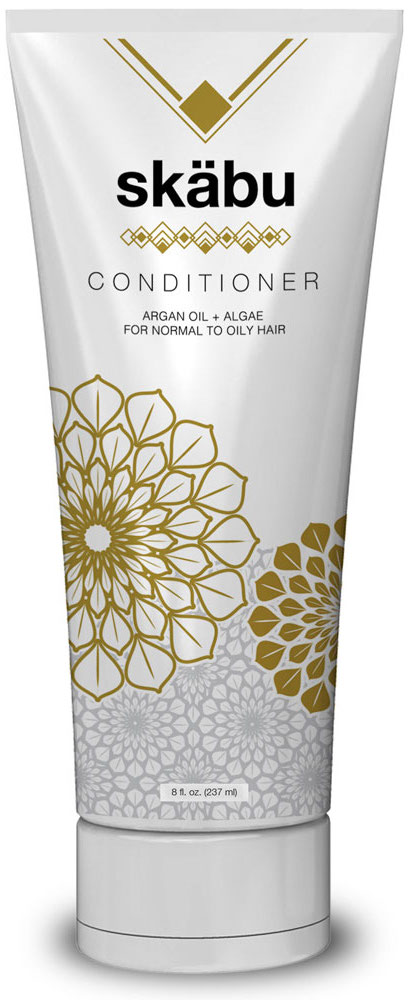 skäbu
CONDITIONER
ARGAN OIL + ALGAE
FOR NORMAL TO OILY HAIR
8 fl. oz. (237 ml)